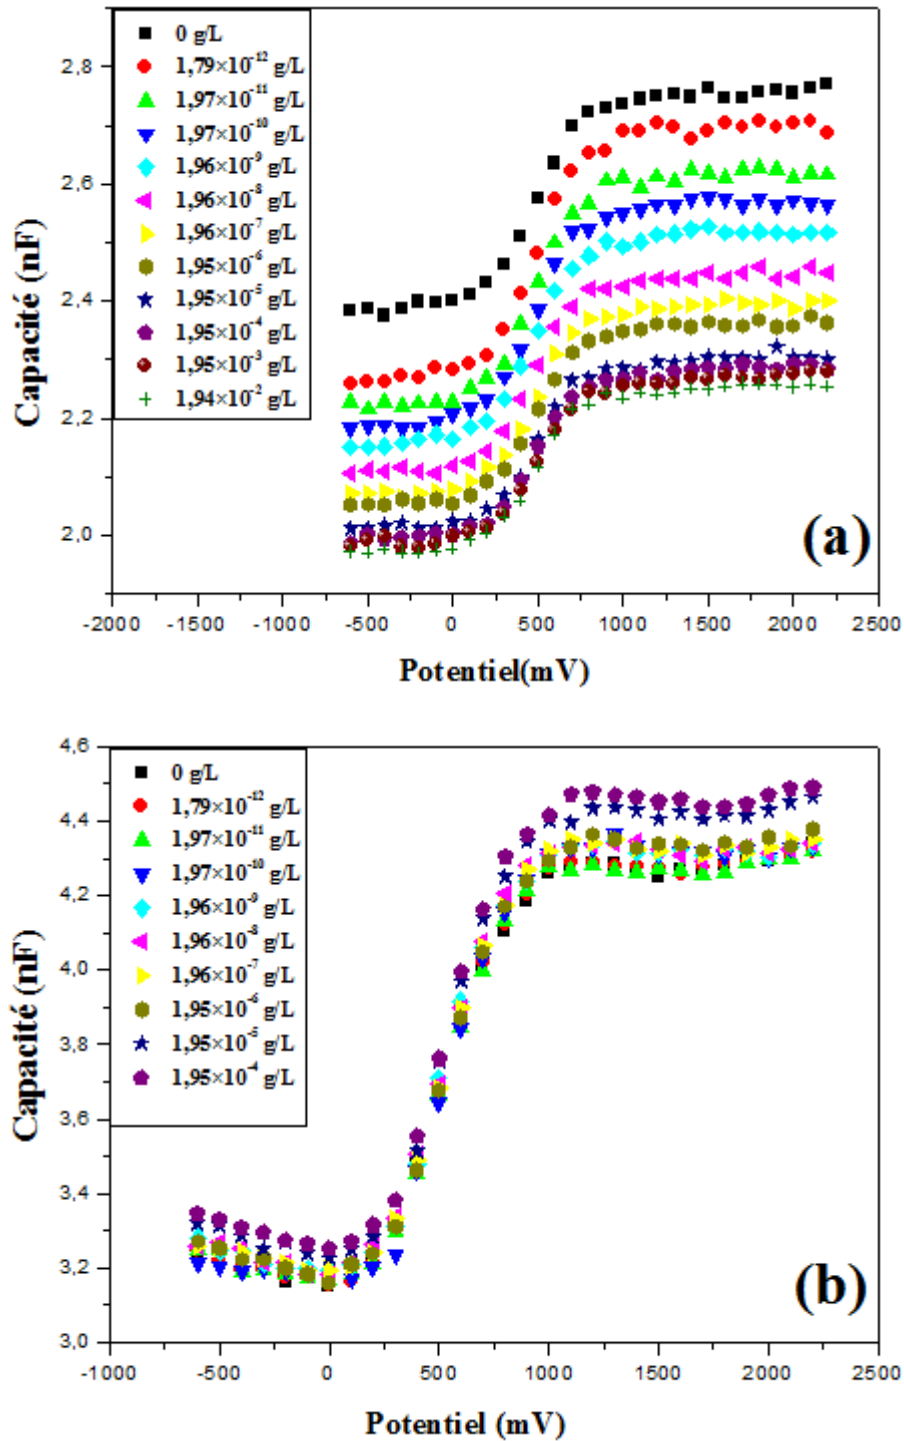 0 g/L
1,79×10⁻¹² g/L
1,97×10⁻¹¹ g/L
1,97×10⁻¹⁰ g/L
1,96×10⁻⁹ g/L
1,96×10⁻⁸ g/L
1,96×10⁻⁷ g/L
1,95×10⁻⁶ g/L
1,95×10⁻⁵ g/L
1,95×10⁻⁴ g/L
1,95×10⁻³ g/L
1,94×10⁻² g/L
2,8
2,6
2,4
2,2
2,0
Capacité (nF)
(a)
-2000 -1500 -1000 -500 0 500 1000 1500 2000 2500
Potentiel(mV)
4,6
4,4
4,2
4,0
3,8
3,6
3,4
3,2
3,0
Capacité (nF)
0 g/L
1,79×10⁻¹² g/L
1,97×10⁻¹¹ g/L
1,97×10⁻¹⁰ g/L
1,96×10⁻⁹ g/L
1,96×10⁻⁸ g/L
1,96×10⁻⁷ g/L
1,95×10⁻⁶ g/L
1,95×10⁻⁵ g/L
1,95×10⁻⁴ g/L
(b)
-1000 -500 0 500 1000 1500 2000 2500
Potentiel (mV)